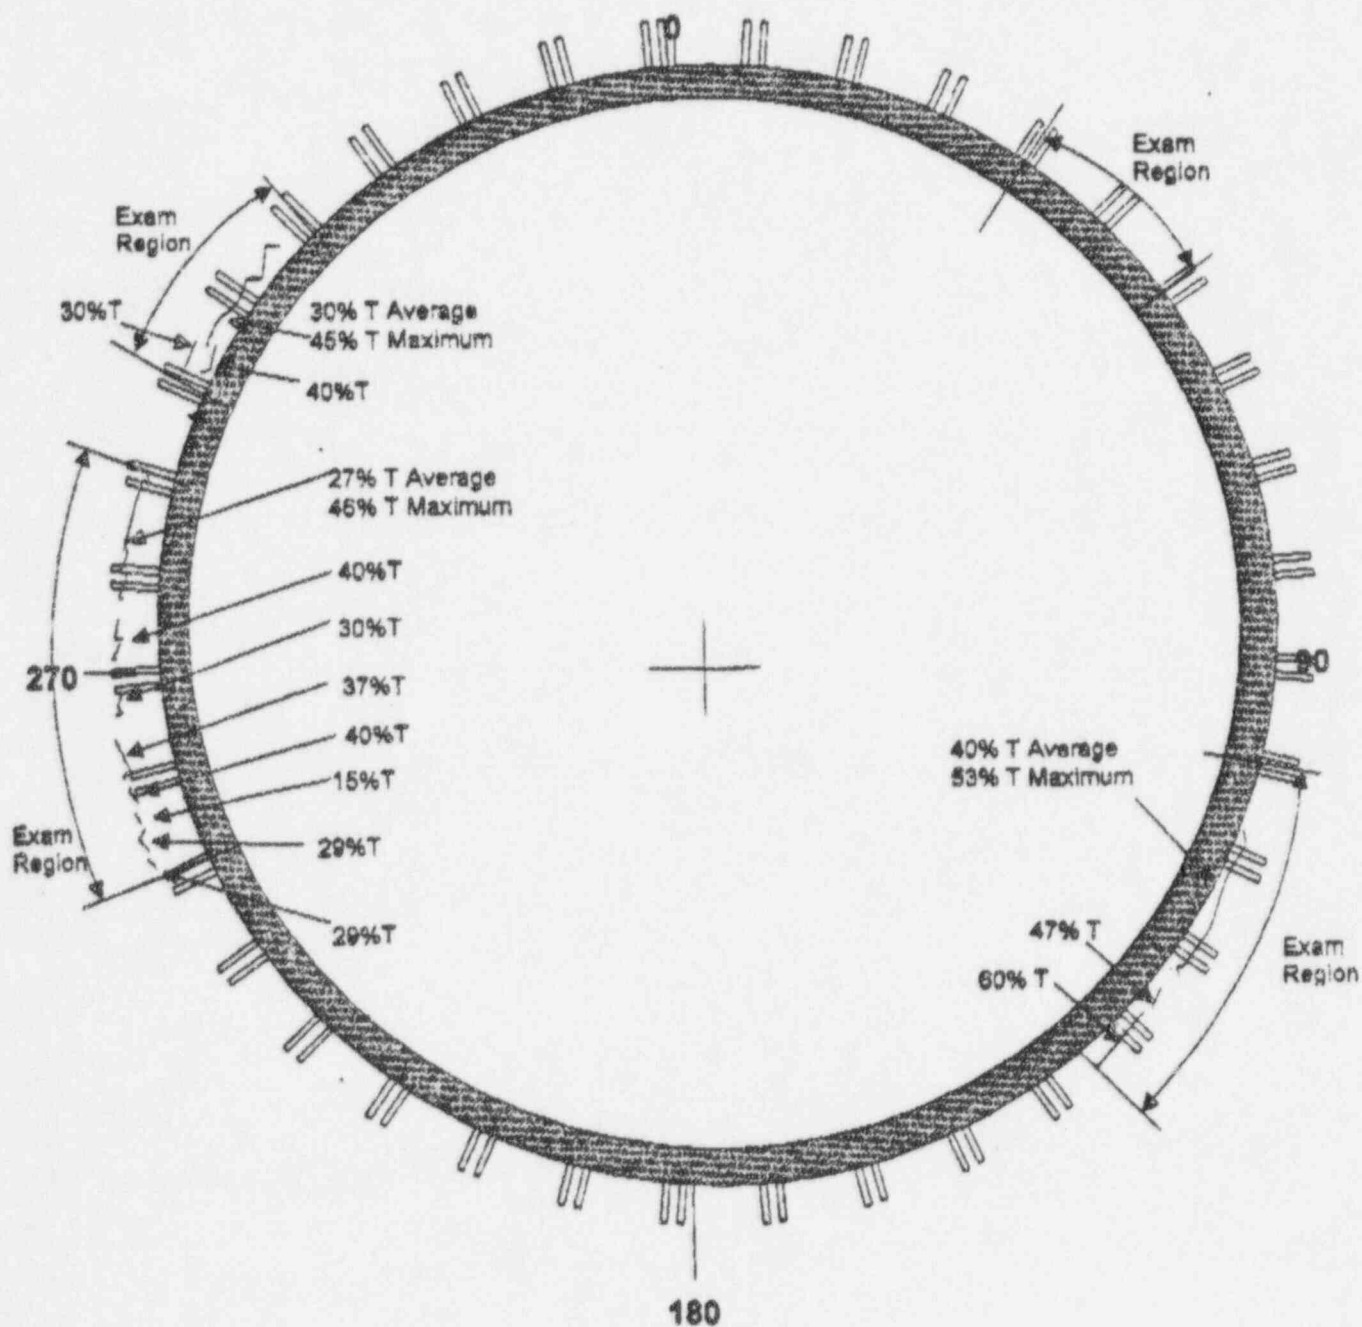 0
Exam
Region
Exam
Region
30%T
30% T Average
45% T Maximum
40%T
27% T Average
46% T Maximum
40%T
30%T
270
90
37%T
40%T
40% T Average
53% T Maximum
15%T
Exam
Region
29%T
29%T
47% T
60% T
Exam
Region
180